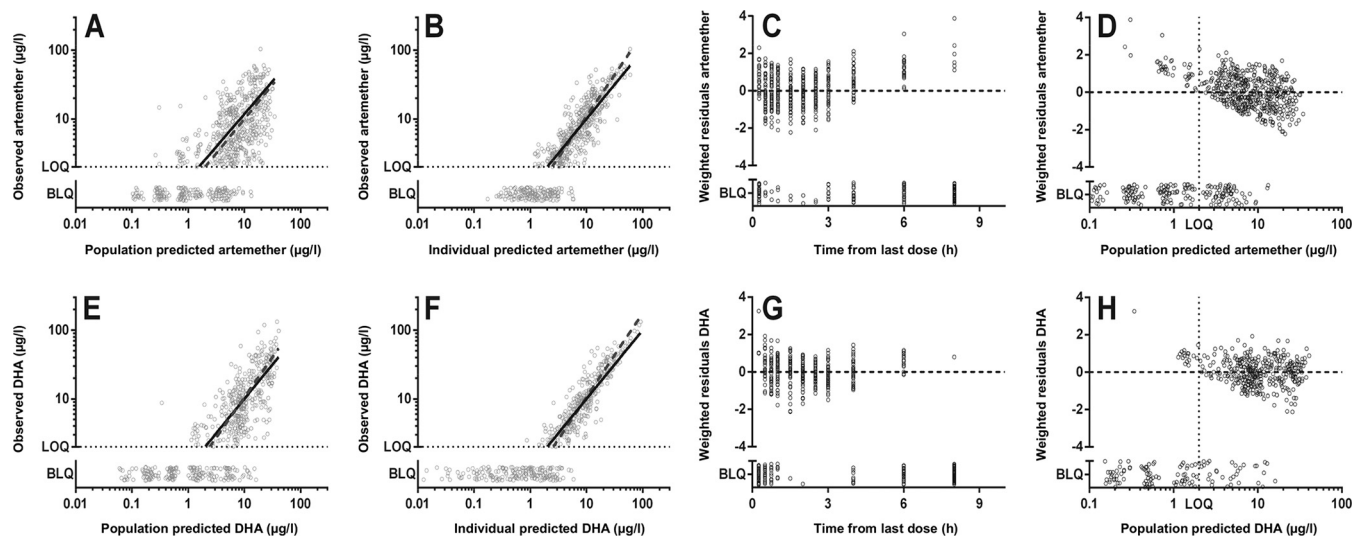 A
Observed artemether (µg/l)
100
10
LOQ
BLQ
0.01 0.1 1 10 100
Population predicted artemether (µg/l)
B
Observed artemether (µg/l)
100
10
LOQ
BLQ
0.01 0.1 1 10 100
Individual predicted artemether (µg/l)
C
Weighted residuals artemether
4
2
0
-2
-4
BLQ
0 3 6 9
Time from last dose (h)
D
Weighted residuals artemether
4
2
0
-2
-4
BLQ
0.1 1 LOQ 10 100
Population predicted artemether (µg/l)
E
Observed DHA (µg/l)
100
10
LOQ
BLQ
0.01 0.1 1 10 100
Population predicted DHA (µg/l)
F
Observed DHA (µg/l)
100
10
LOQ
BLQ
0.01 0.1 1 10 100
Individual predicted DHA (µg/l)
G
Weighted residuals DHA
4
2
0
-2
-4
BLQ
0 3 6 9
Time from last dose (h)
H
Weighted residuals DHA
4
2
0
-2
-4
BLQ
0.1 1 LOQ 10 100
Population predicted DHA (µg/l)